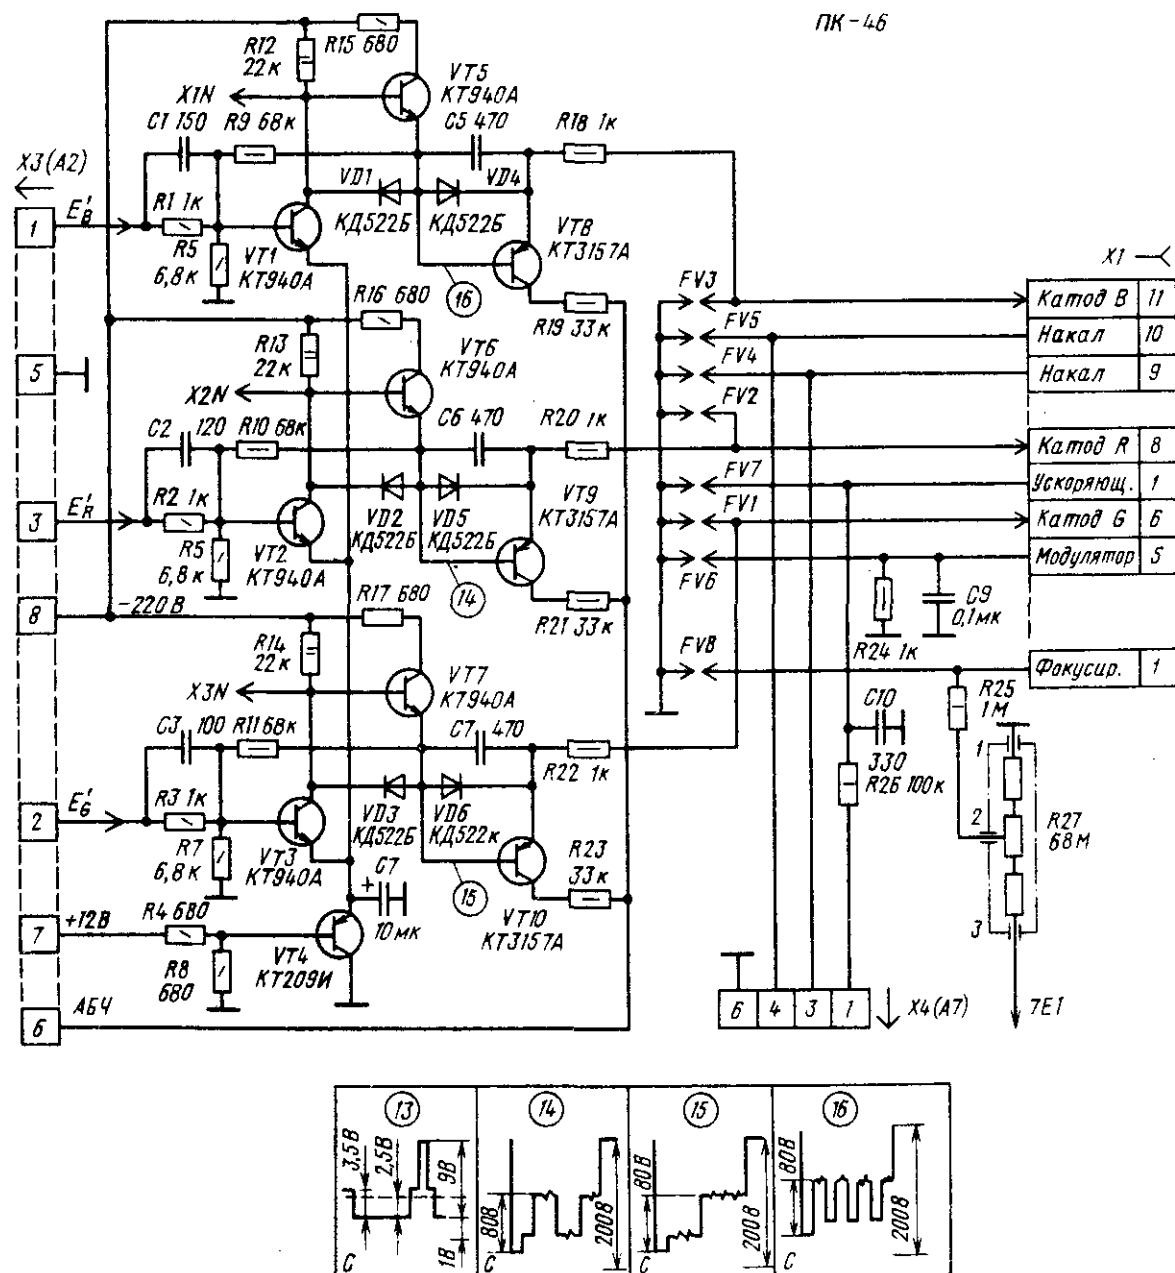 ПК-46
R12
22к
R15 680
VT5
КТ940А
X1N
C1 150
R9 68к
C5 470
R18 1к
X3(A2)
VD1
VD4
1
E'B
R1 1к
КД522Б
КД522Б
VT8
КТ3157А
R5
6,8к
VT1
КТ940А
16
R16 680
R19 33к
X1
FV3
Катод B
11
FV5
Накал
10
FV4
Накал
9
FV2
5
R13
22к
VT6
КТ940А
X2N
C2 120
R10 68к
C6 470
R20 1к
Катод R
8
FV7
Ускоряющ.
1
FV1
Катод G
6
Модулятор
5
FV6
3
E'R
R2 1к
VD2
КД522Б
VD5
КД522Б
VT9
КТ3157А
R5
6,8к
VT2
КТ940А
14
R17 680
R21 33к
C9
0,1мк
R24 1к
8
-220В
FV8
Фокусир.
1
R14
22к
VT7
К7940А
X3N
R25
1М
C10
330
C3 100
R11 68к
C7 470
R22 1к
R26 100к
1
2
R27
68М
3
2
E'G
R3 1к
VD3
КД522Б
VD6
КД522к
R7
6,8к
VT3
КТ940А
15
R23
33к
C7
+
10мк
VT10
КТ3157А
7
+12В
R4 680
R8
680
VT4
КТ209И
6
АБЧ
6
4
3
1
X4(A7)
7E1
13
14
15
16
3,5В
2,5В
9В
1В
С
80В
200В
С
80В
200В
С
80В
200В
С